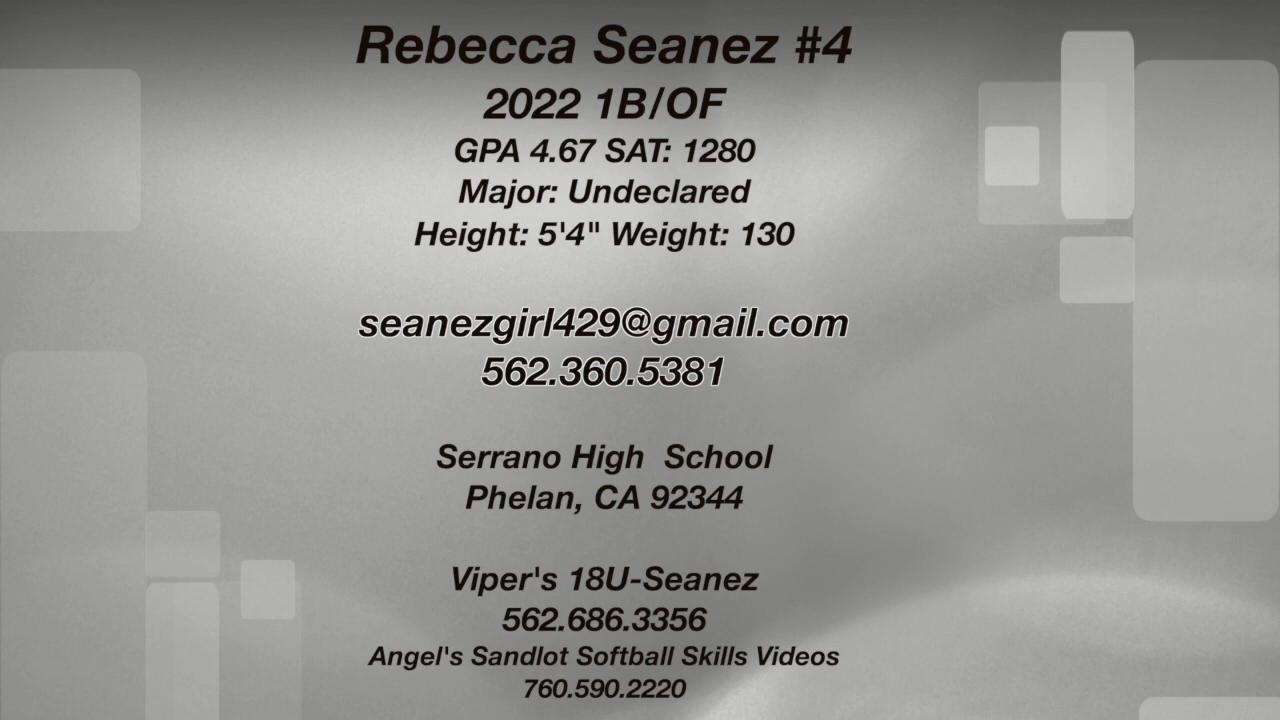 Rebecca Seanez #4
2022 1B/OF
GPA 4.67 SAT: 1280
Major: Undeclared
Height: 5'4" Weight: 130
seanezgirl429@gmail.com
562.360.5381
Serrano High  School
Phelan, CA 92344
Viper's 18U-Seanez
562.686.3356
Angel's Sandlot Softball Skills Videos
760.590.2220